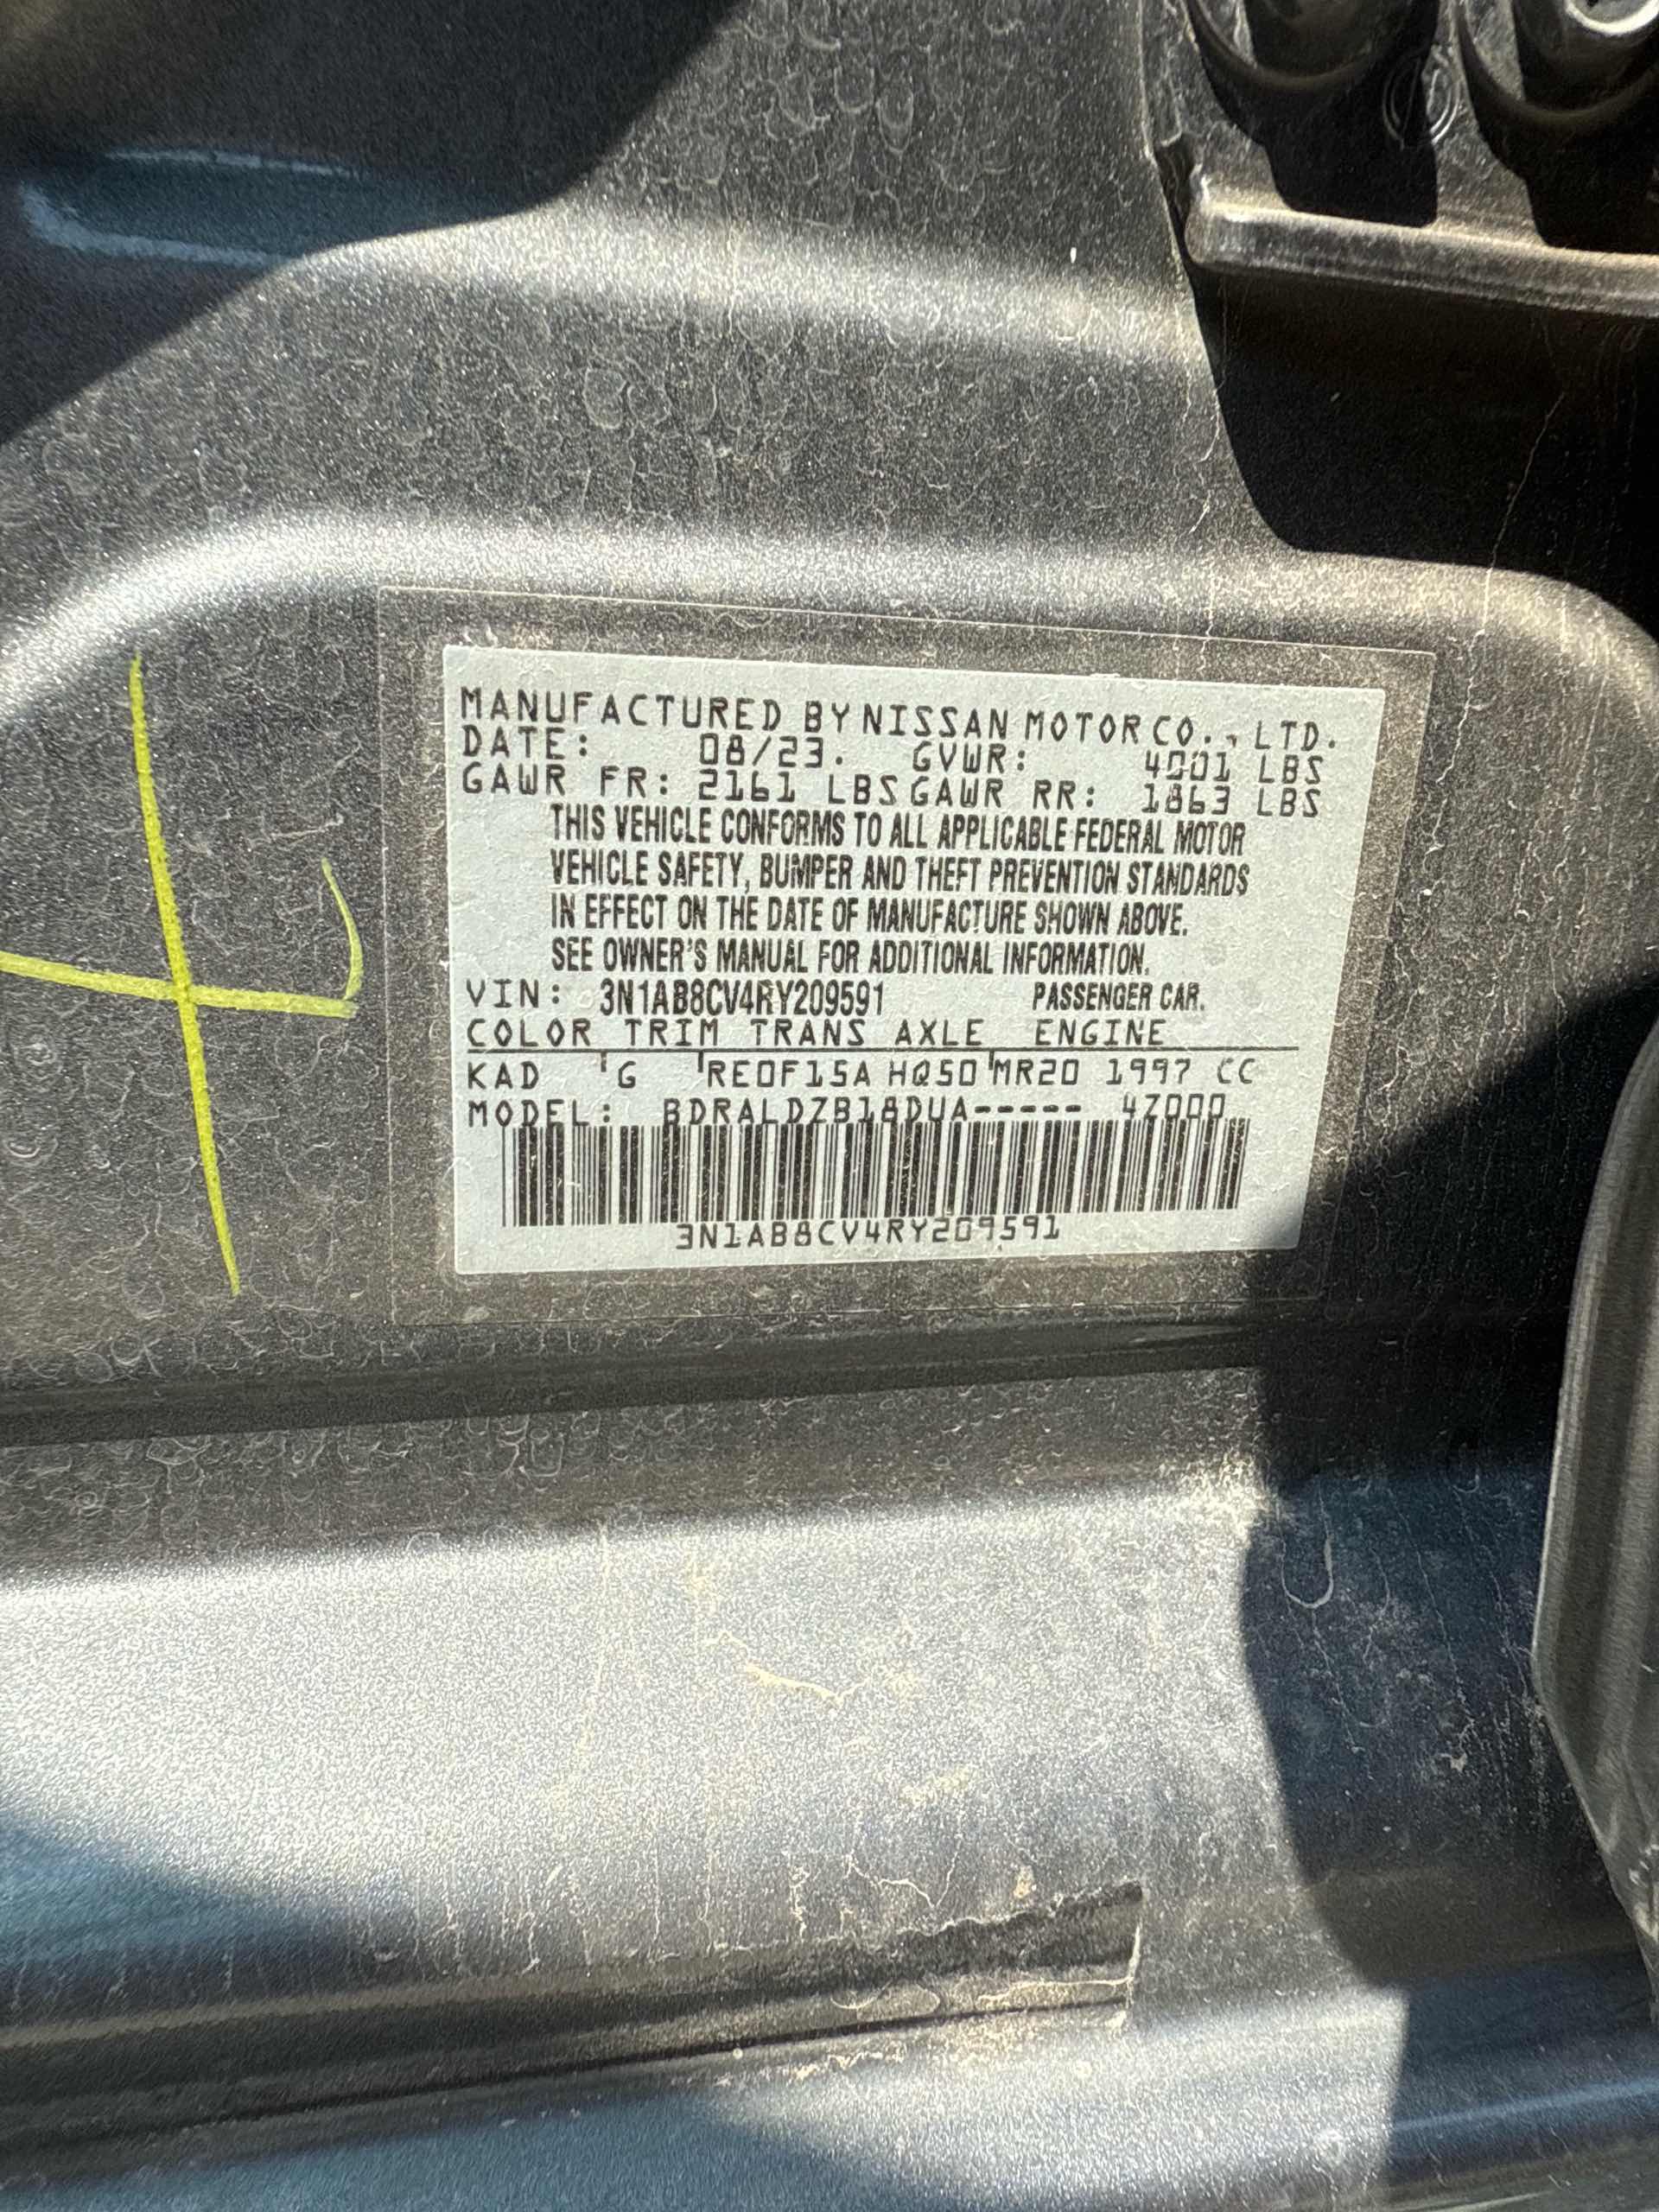 MANUFACTURED BY NISSAN MOTOR CO., LTD.
DATE: 08/23. GVWR: 4001 LBS
GAWR FR: 2161 LBS GAWR RR: 1863 LBS
THIS VEHICLE CONFORMS TO ALL APPLICABLE FEDERAL MOTOR
VEHICLE SAFETY, BUMPER AND THEFT PREVENTION STANDARDS
IN EFFECT ON THE DATE OF MANUFACTURE SHOWN ABOVE.
SEE OWNER'S MANUAL FOR ADDITIONAL INFORMATION.
VIN: 3N1AB8CV4RY209591 PASSENGER CAR.
COLOR TRIM TRANS AXLE ENGINE
KAD G RE0F15A HQ50 MR20 1997 CC
MODEL: BDRALDZB18DUA----- 4Z000
3N1AB8CV4RY209591